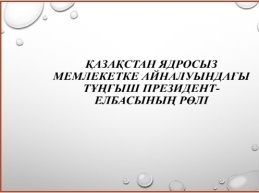 ҚАЗАҚСТАН ЯДРОСЫЗ
МЕМЛЕКЕТКЕ АЙНАЛУЫНДАҒЫ
ТҰҢҒЫШ ПРЕЗИДЕНТ-
ЕЛБАСЫНЫҢ РӨЛІ